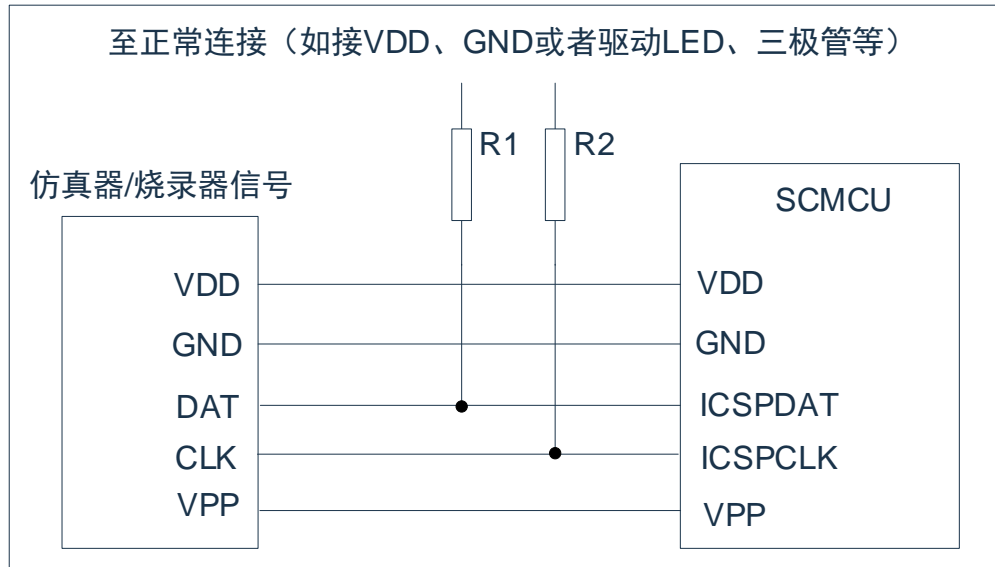 至正常连接（如接VDD、GND或者驱动LED、三极管等）
R1
R2
仿真器/烧录器信号
SCMCU
VDD
VDD
GND
GND
DAT
ICSPDAT
CLK
ICSPCLK
VPP
VPP